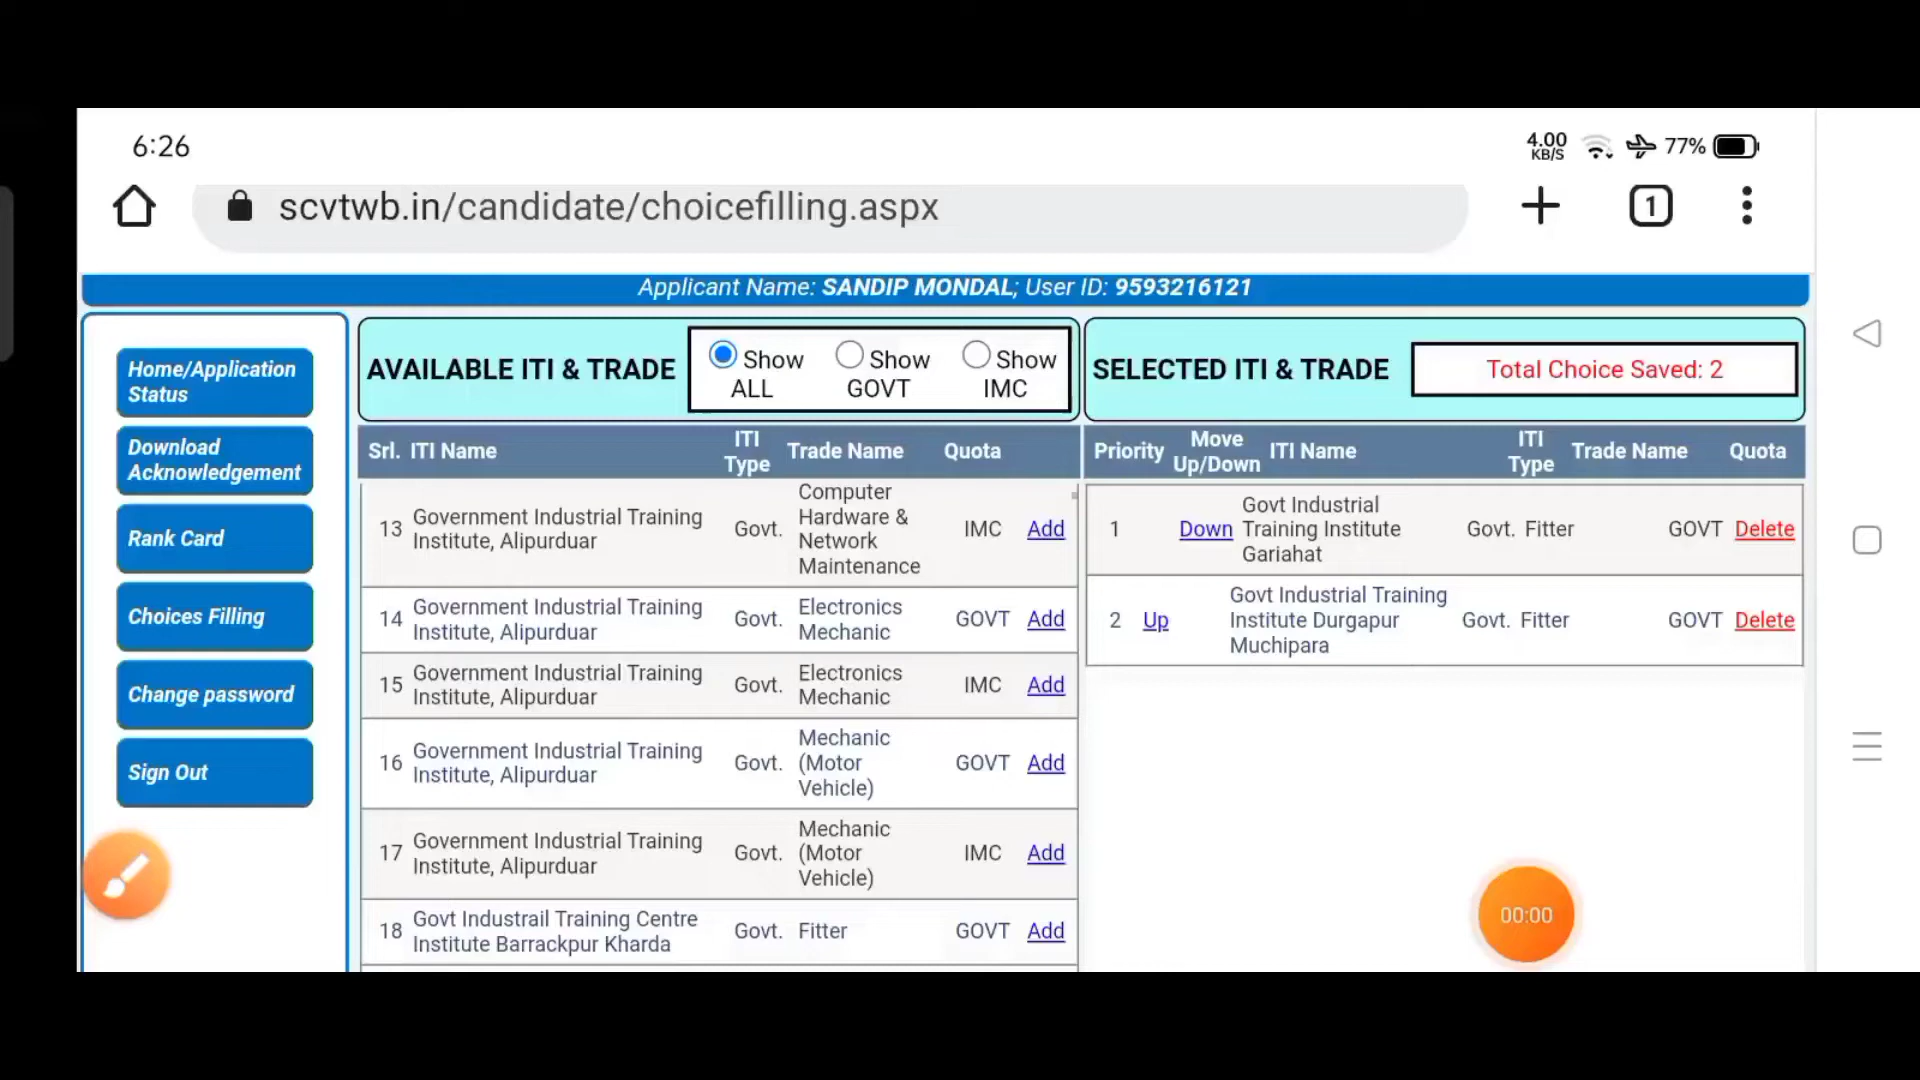 6:26
4.00
KB/S
77%
scvtwb.in/candidate/choicefilling.aspx
1
Applicant Name: SANDIP MONDAL; User ID: 9593216121
Home/Application
Status
Download
Acknowledgement
Rank Card
Choices Filling
Change password
Sign Out
AVAILABLE ITI & TRADE
Show
ALL
Show
GOVT
Show
IMC
Srl. ITI Name ITI Type Trade Name Quota
13 Government Industrial Training
Institute, Alipurduar
Govt.
Computer
Hardware &
Network
Maintenance
IMC Add
14 Government Industrial Training
Institute, Alipurduar
Govt.
Electronics
Mechanic
GOVT Add
15 Government Industrial Training
Institute, Alipurduar
Govt.
Electronics
Mechanic
IMC Add
16 Government Industrial Training
Institute, Alipurduar
Govt.
Mechanic
(Motor
Vehicle)
GOVT Add
17 Government Industrial Training
Institute, Alipurduar
Govt.
Mechanic
(Motor
Vehicle)
IMC Add
18 Govt Industrail Training Centre
Institute Barrackpur Kharda
Govt. Fitter GOVT Add
SELECTED ITI & TRADE
Total Choice Saved: 2
Priority Move Up/Down ITI Name ITI Type Trade Name Quota
1 Down
Govt Industrial
Training Institute
Gariahat
Govt. Fitter GOVT Delete
2 Up
Govt Industrial Training
Institute Durgapur
Muchipara
Govt. Fitter GOVT Delete
00:00